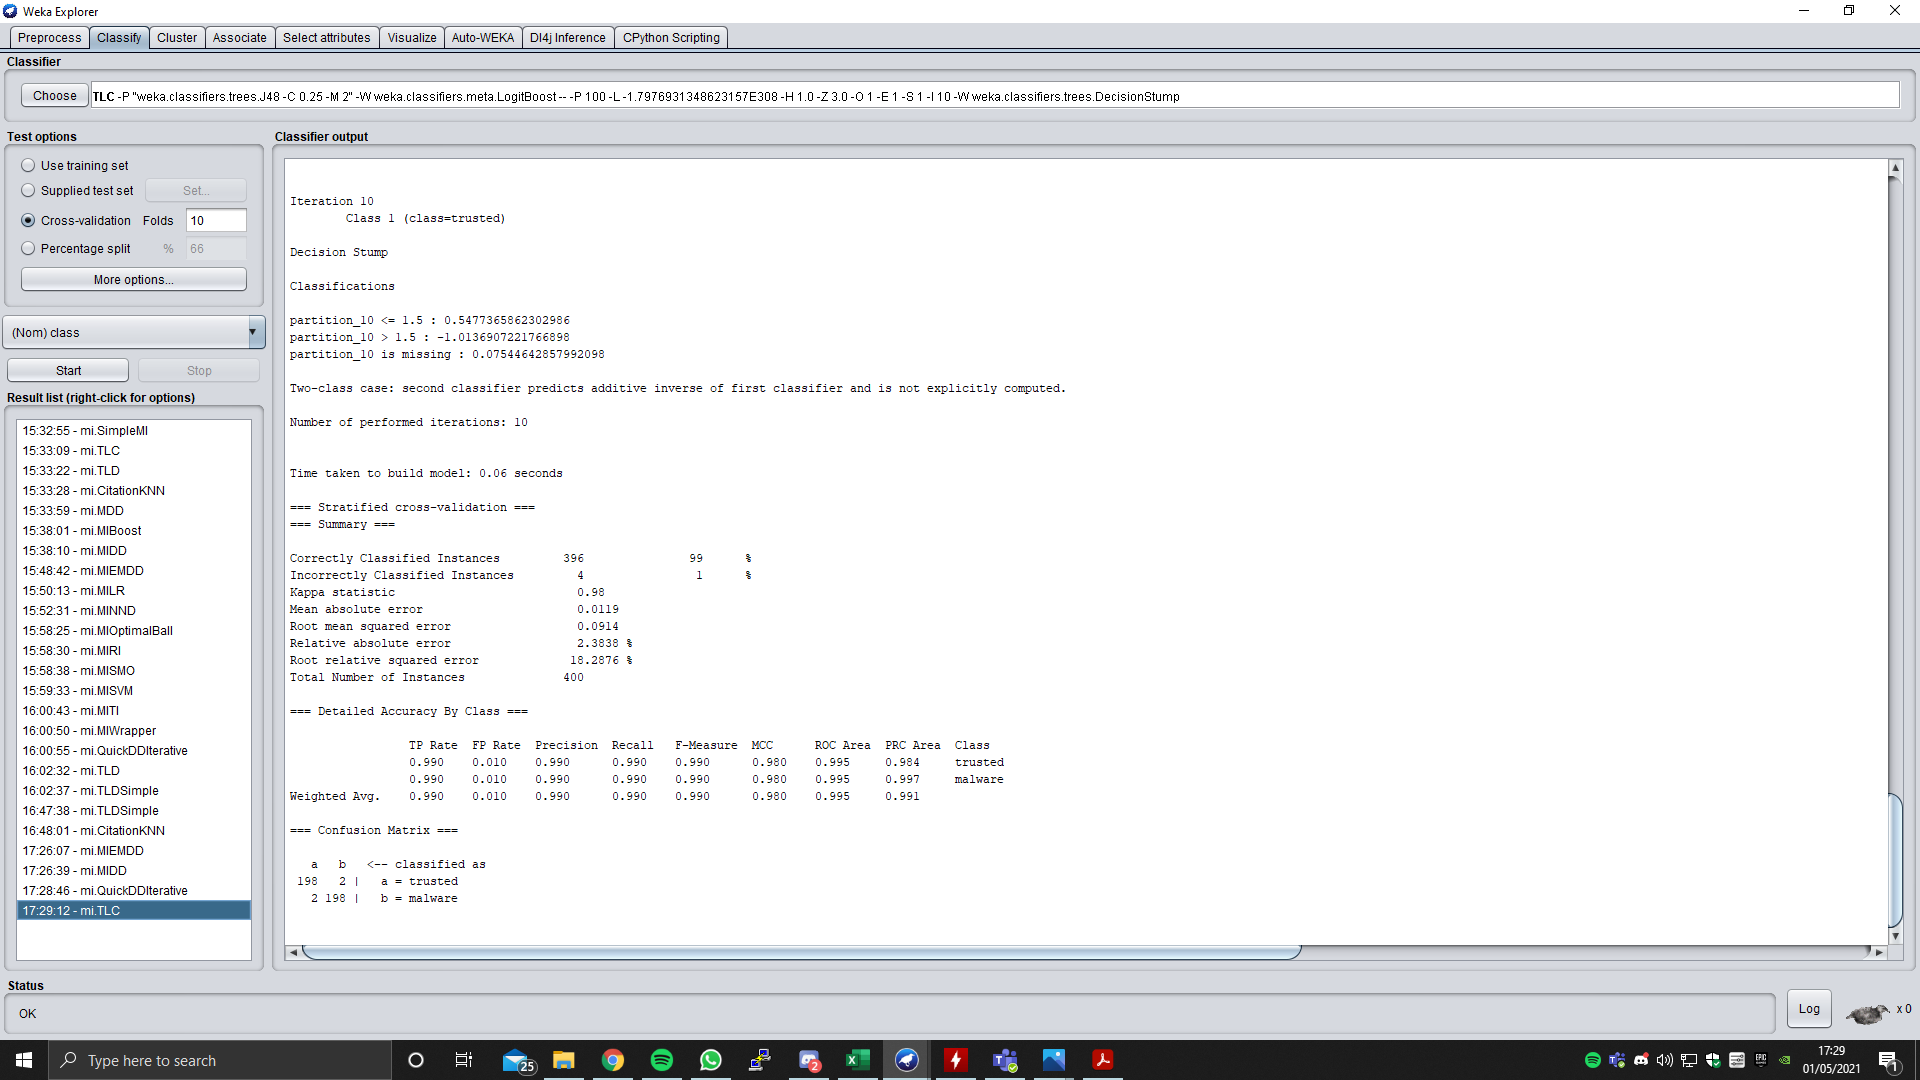 Weka Explorer
Preprocess Classify Cluster Associate Select attributes Visualize Auto-WEKA Dl4j Inference CPython Scripting
Classifier
Choose TLC -P "weka.classifiers.trees.J48 -C 0.25 -M 2" -W weka.classifiers.meta.LogitBoost -- -P 100 -L -1.7976931348623157E308 -H 1.0 -Z 3.0 -O 1 -E 1 -S 1 -I 10 -W weka.classifiers.trees.DecisionStump
Test options
Use training set
Supplied test set Set...
Cross-validation Folds 10
Percentage split % 66
More options...
(Nom) class
Start Stop
Result list (right-click for options)
15:32:55 - mi.SimpleMI
15:33:09 - mi.TLC
15:33:22 - mi.TLD
15:33:28 - mi.CitationKNN
15:33:59 - mi.MDD
15:38:01 - mi.MIBoost
15:38:10 - mi.MIDD
15:48:42 - mi.MIEMDD
15:50:13 - mi.MILR
15:52:31 - mi.MINND
15:58:25 - mi.MIOptimalBall
15:58:30 - mi.MIRI
15:58:38 - mi.MISMO
15:59:33 - mi.MISVM
16:00:43 - mi.MITI
16:00:50 - mi.MIWrapper
16:00:55 - mi.QuickDDIterative
16:02:32 - mi.TLD
16:02:37 - mi.TLDSimple
16:47:38 - mi.TLDSimple
16:48:01 - mi.CitationKNN
17:26:07 - mi.MIEMDD
17:26:39 - mi.MIDD
17:28:46 - mi.QuickDDIterative
17:29:12 - mi.TLC
Classifier output
Iteration 10
Class 1 (class=trusted)
Decision Stump
Classifications
partition_10 <= 1.5 : 0.5477365862302986
partition_10 > 1.5 : -1.0136907221766898
partition_10 is missing : 0.07544642857992098
Two-class case: second classifier predicts additive inverse of first classifier and is not explicitly computed.
Number of performed iterations: 10
Time taken to build model: 0.06 seconds
=== Stratified cross-validation ===
=== Summary ===
Correctly Classified Instances 396 99 %
Incorrectly Classified Instances 4 1 %
Kappa statistic 0.98
Mean absolute error 0.0119
Root mean squared error 0.0914
Relative absolute error 2.3838 %
Root relative squared error 18.2876 %
Total Number of Instances 400
=== Detailed Accuracy By Class ===
TP Rate FP Rate Precision Recall F-Measure MCC ROC Area PRC Area Class
0.990 0.010 0.990 0.990 0.990 0.980 0.995 0.984 trusted
0.990 0.010 0.990 0.990 0.990 0.980 0.995 0.997 malware
Weighted Avg. 0.990 0.010 0.990 0.990 0.990 0.980 0.995 0.991
=== Confusion Matrix ===
a b <-- classified as
198 2 | a = trusted
2 198 | b = malware
Status
OK
Log x 0
Type here to search
25
2
17:29
01/05/2021
1